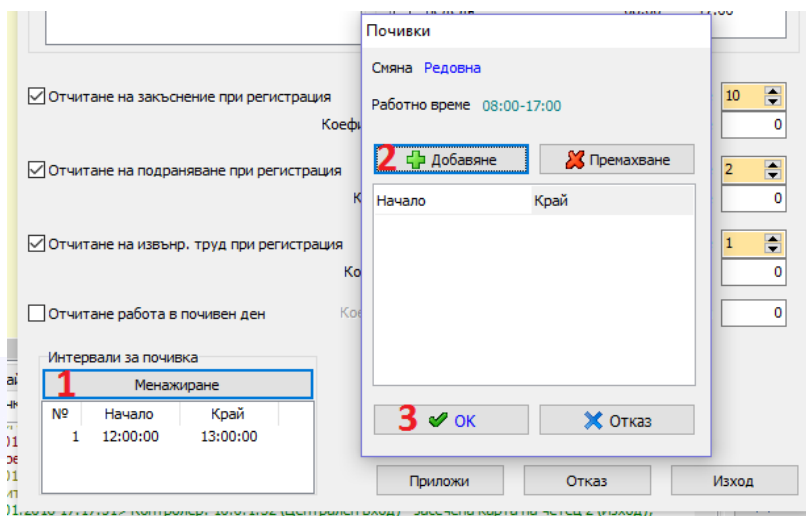 17:00
Почивки
Смяна Редовна
Работно време 08:00-17:00
2 Добавяне Премахване
Начало Край
3 OK Отказ
Отчитане на закъснение при регистрация 10
0
Отчитане на подраняване при регистрация 2
0
Отчитане на извънр. труд при регистрация 1
0
Отчитане работа в почивен ден 0
Интервали за почивка
1 Менажиране
№ Начало Край
1 12:00:00 13:00:00
Приложи Отказ Изход